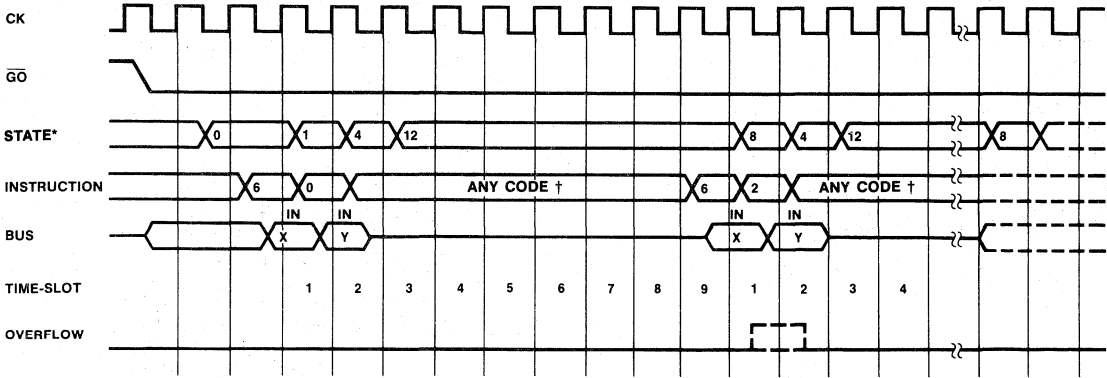 CK
GO
STATE* 0 1 4 12 8 4 12 8
INSTRUCTION 6 0 ANY CODE † 6 2 ANY CODE †
IN IN IN IN
BUS X Y X Y
TIME-SLOT 1 2 3 4 5 6 7 8 9 1 2 3 4
OVERFLOW